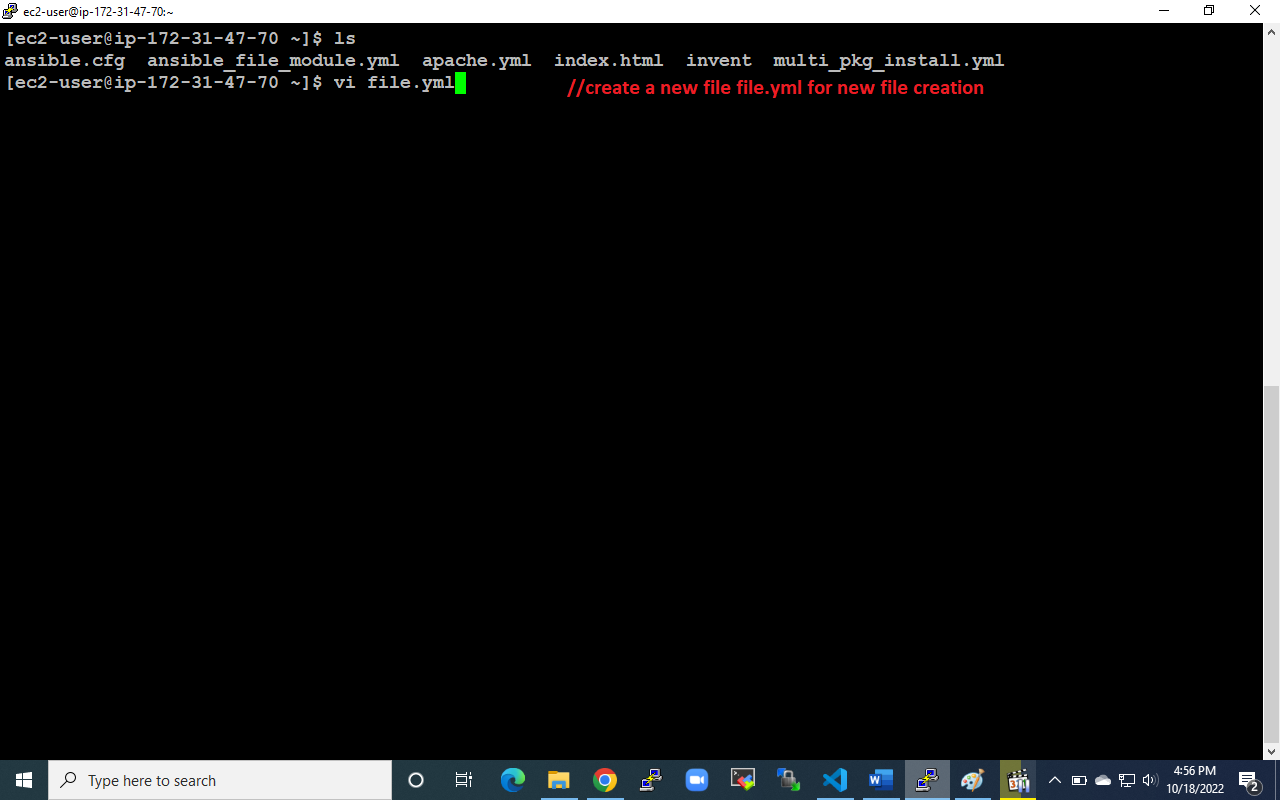 ec2-user@ip-172-31-47-70:~
[ec2-user@ip-172-31-47-70 ~]$ ls
ansible.cfg  ansible_file_module.yml  apache.yml  index.html  invent  multi_pkg_install.yml
[ec2-user@ip-172-31-47-70 ~]$ vi file.yml
//create a new file file.yml for new file creation
Type here to search
4:56 PM
10/18/2022
2